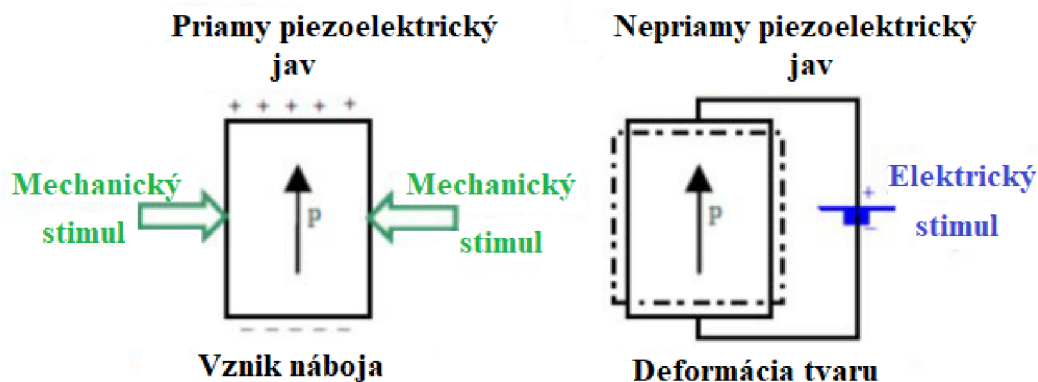 Priamy piezoelektrický
jav
+ + + + +
Mechanický
stimul
p
Mechanický
stimul
– – – – –
Vznik náboja
Nepriamy piezoelektrický
jav
p
+
–
Elektrický
stimul
Deformácia tvaru